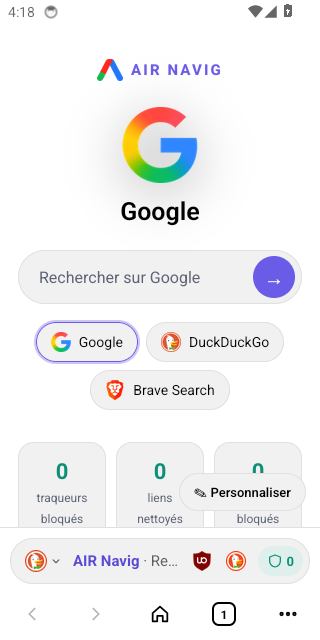 4:18
AIR NAVIG
Google
Rechercher sur Google
→
Google
DuckDuckGo
Brave Search
0
traqueurs
bloqués
0
liens
nettoyés
0
bloqués
✎ Personnaliser
AIR Navig · Re...
0
1